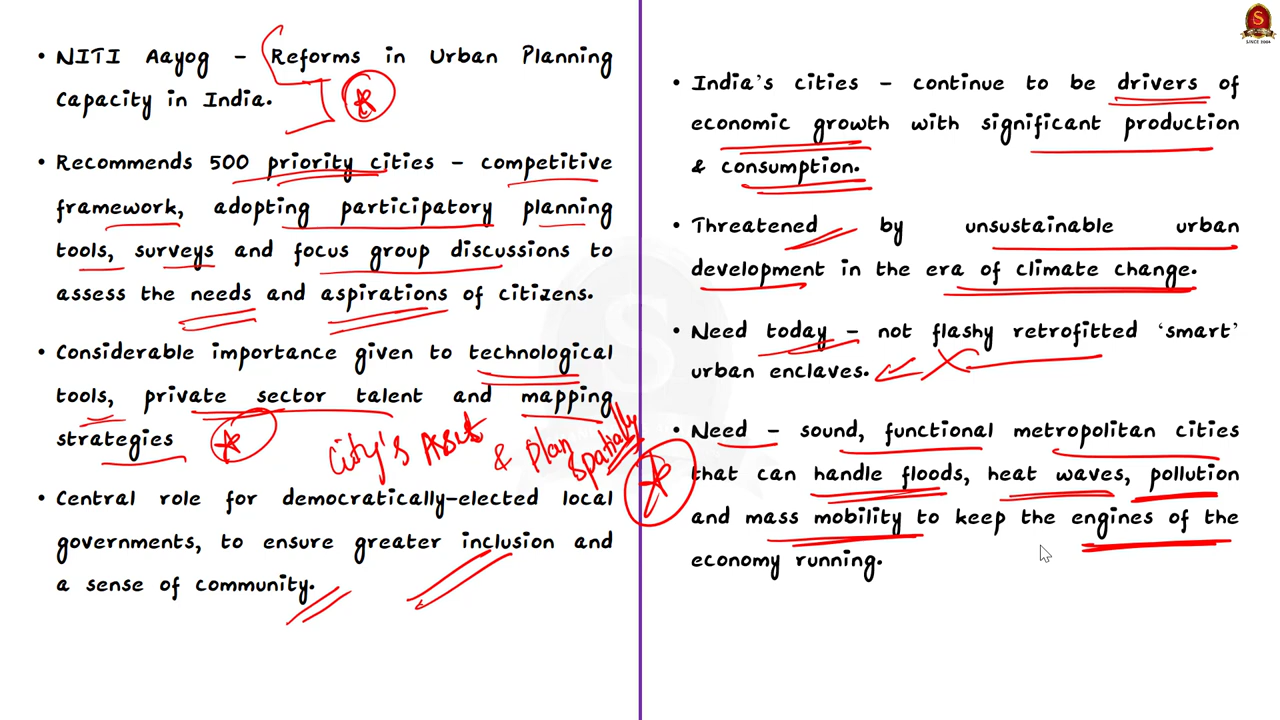 • NITI Aayog – Reforms in Urban Planning
Capacity in India.
• Recommends 500 priority cities – competitive
framework, adopting participatory planning
tools, surveys and focus group discussions to
assess the needs and aspirations of citizens.
• Considerable importance given to technological
tools, private sector talent and mapping
strategies
City's Asset & plan spatially
• Central role for democratically-elected local
governments, to ensure greater inclusion and
a sense of community.
• India's cities – continue to be drivers of
economic growth with significant production
& consumption.
• Threatened by unsustainable urban
development in the era of climate change.
• Need today – not flashy retrofitted 'smart'
urban enclaves.
• Need – sound, functional metropolitan cities
that can handle floods, heat waves, pollution
and mass mobility to keep the engines of the
economy running.
S
SINCE 2004